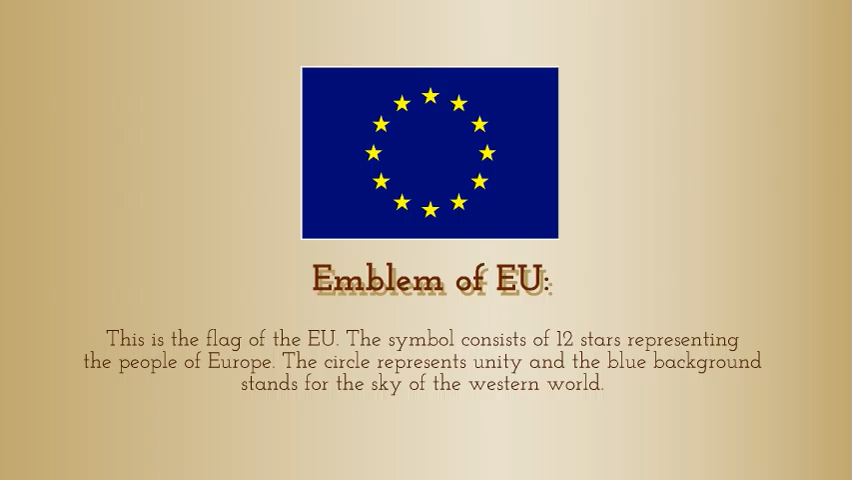 Emblem of EU:
This is the flag of the EU. The symbol consists of 12 stars representing
the people of Europe. The circle represents unity and the blue background
stands for the sky of the western world.